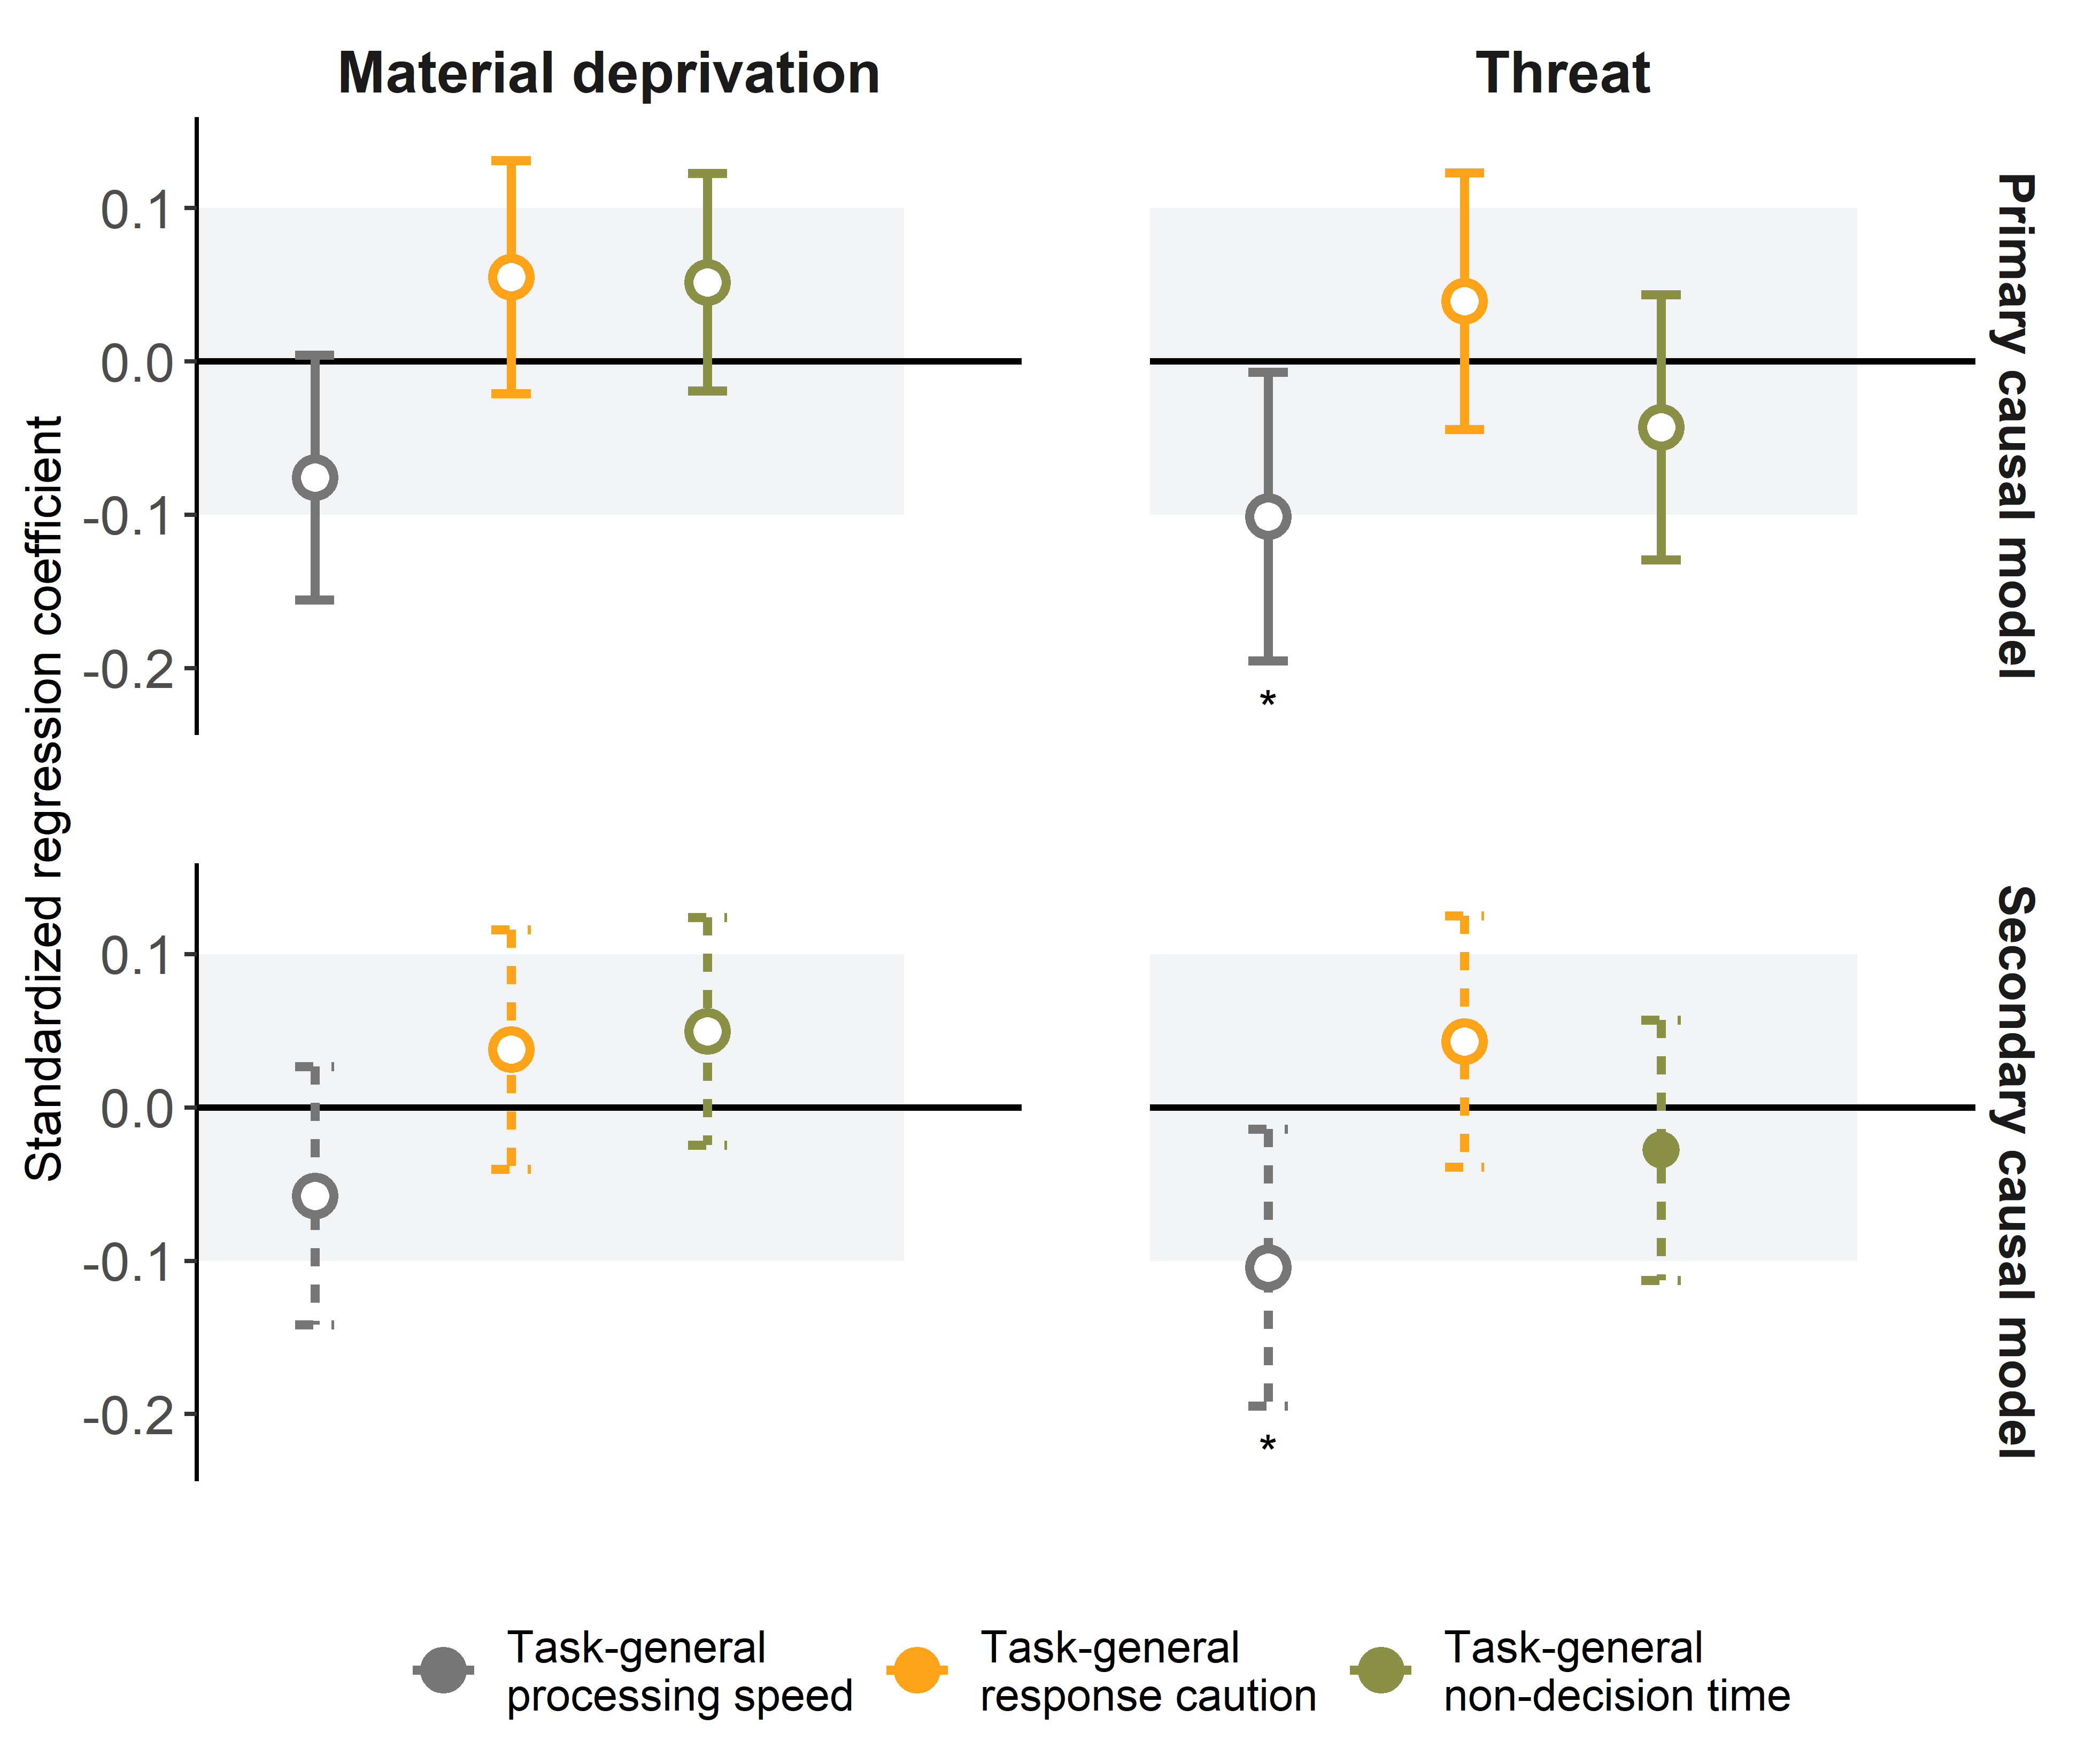 Material deprivation
Threat
Standardized regression coefficient
0.1
0.0
-0.1
-0.2
*
Primary causal model
0.1
0.0
-0.1
-0.2
*
Secondary causal model
Task-general
processing speed
Task-general
response caution
Task-general
non-decision time